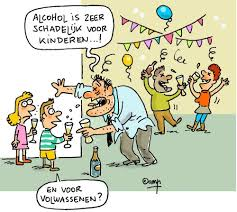 ALCOHOL IS ZEER
SCHADELIJK VOOR
KINDEREN...!
EN VOOR
VOLWASSENEN?